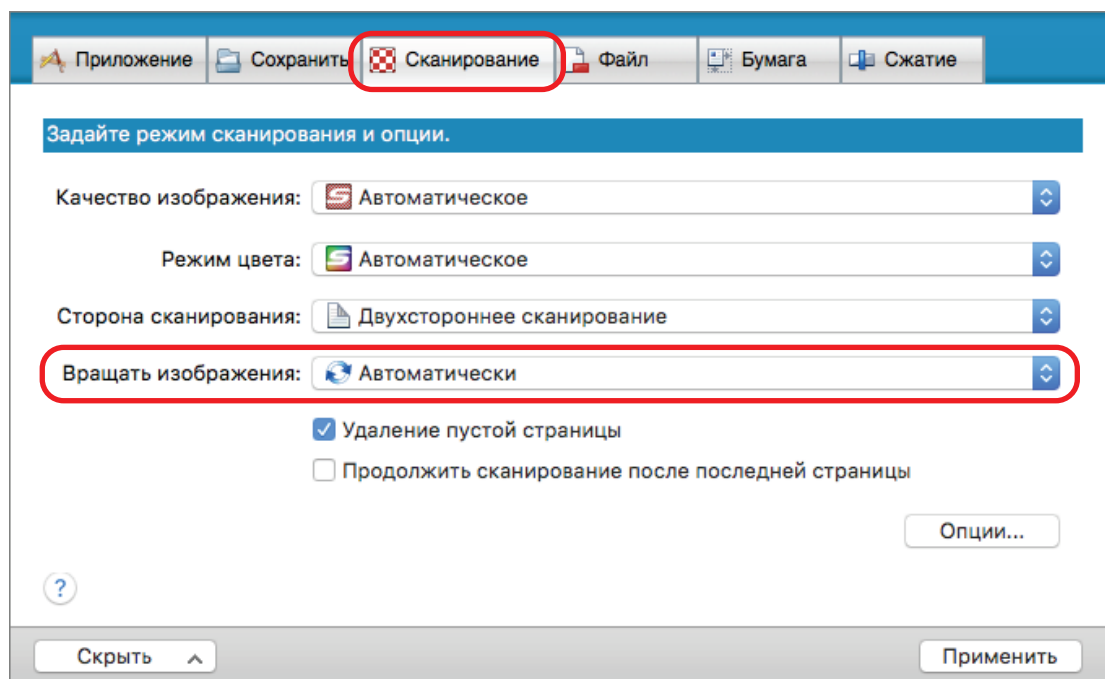 Приложение Сохранить Сканирование Файл Бумага Сжатие
Задайте режим сканирования и опции.
Качество изображения: Автоматическое
Режим цвета: Автоматическое
Сторона сканирования: Двухстороннее сканирование
Вращать изображения: Автоматически
Удаление пустой страницы
Продолжить сканирование после последней страницы
Опции...
?
Скрыть Применить